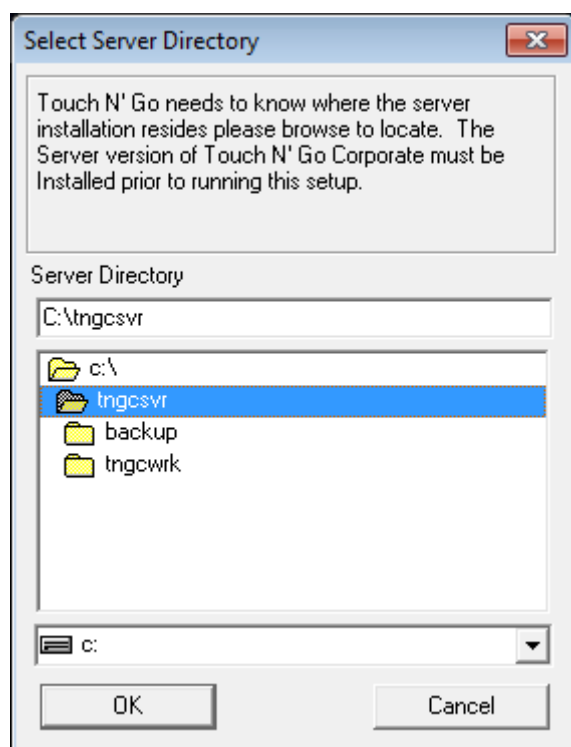 Select Server Directory
Touch N' Go needs to know where the server
installation resides please browse to locate.  The
Server version of Touch N' Go Corporate must be
Installed prior to running this setup.
Server Directory
C:\tngcsvr
c:\
tngcsvr
backup
tngcwrk
c:
OK
Cancel